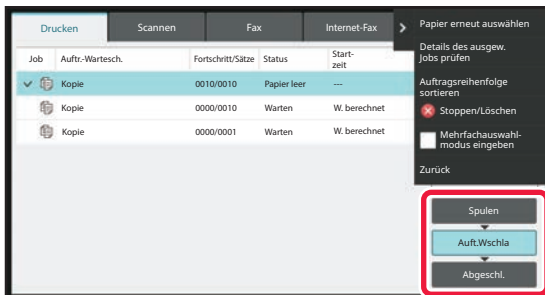 Drucken
Scannen
Fax
Internet-Fax
Job
Auftr.-Wartesch.
Fortschritt/Sätze
Status
Start-
zeit
Kopie
0010/0010
Papier leer
---
Kopie
0000/0010
Warten
W. berechnet
Kopie
0000/0001
Warten
W. berechnet
Papier erneut auswählen
Details des ausgew.
Jobs prüfen
Auftragsreihenfolge
sortieren
Stoppen/Löschen
Mehrfachauswahl-
modus eingeben
Zurück
Spulen
Auft.Wschla
Abgeschl.